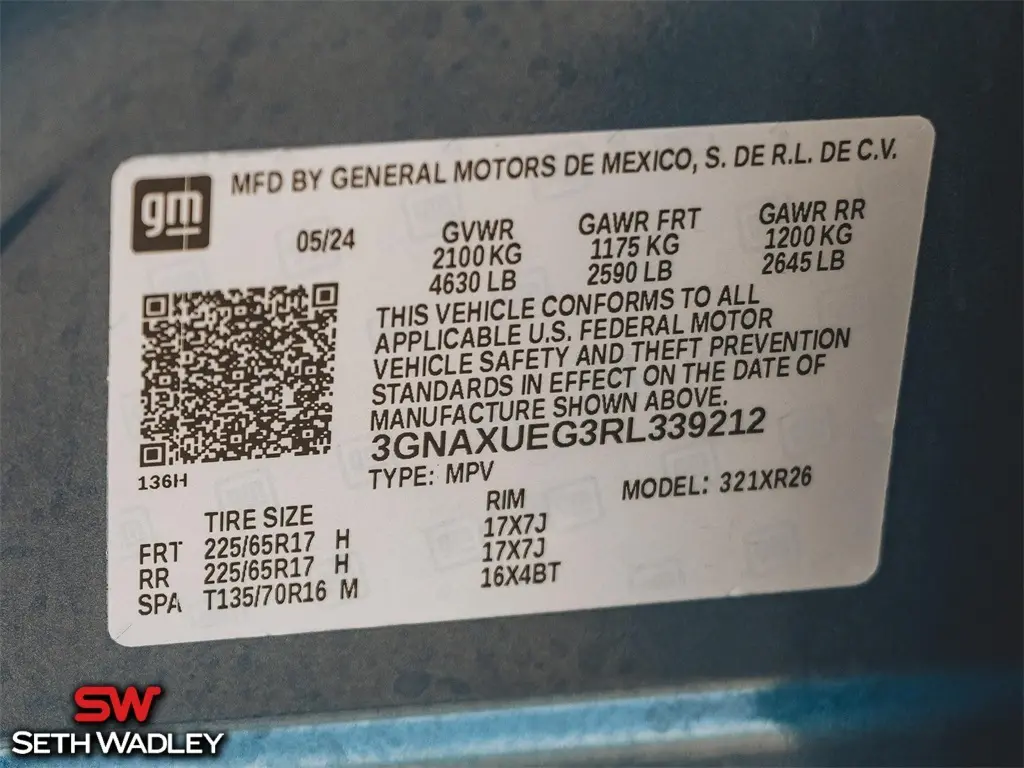 gm
MFD BY GENERAL MOTORS DE MEXICO, S. DE R.L. DE C.V.
05/24
GVWR
2100 KG
4630 LB
GAWR FRT
1175 KG
2590 LB
GAWR RR
1200 KG
2645 LB
THIS VEHICLE CONFORMS TO ALL
APPLICABLE U.S. FEDERAL MOTOR
VEHICLE SAFETY AND THEFT PREVENTION
STANDARDS IN EFFECT ON THE DATE OF
MANUFACTURE SHOWN ABOVE.
3GNAXUEG3RL339212
TYPE: MPV
MODEL: 321XR26
136H
TIRE SIZE RIM
FRT 225/65R17 H 17X7J
RR 225/65R17 H 17X7J
SPA T135/70R16 M 16X4BT
SW
SETH WADLEY